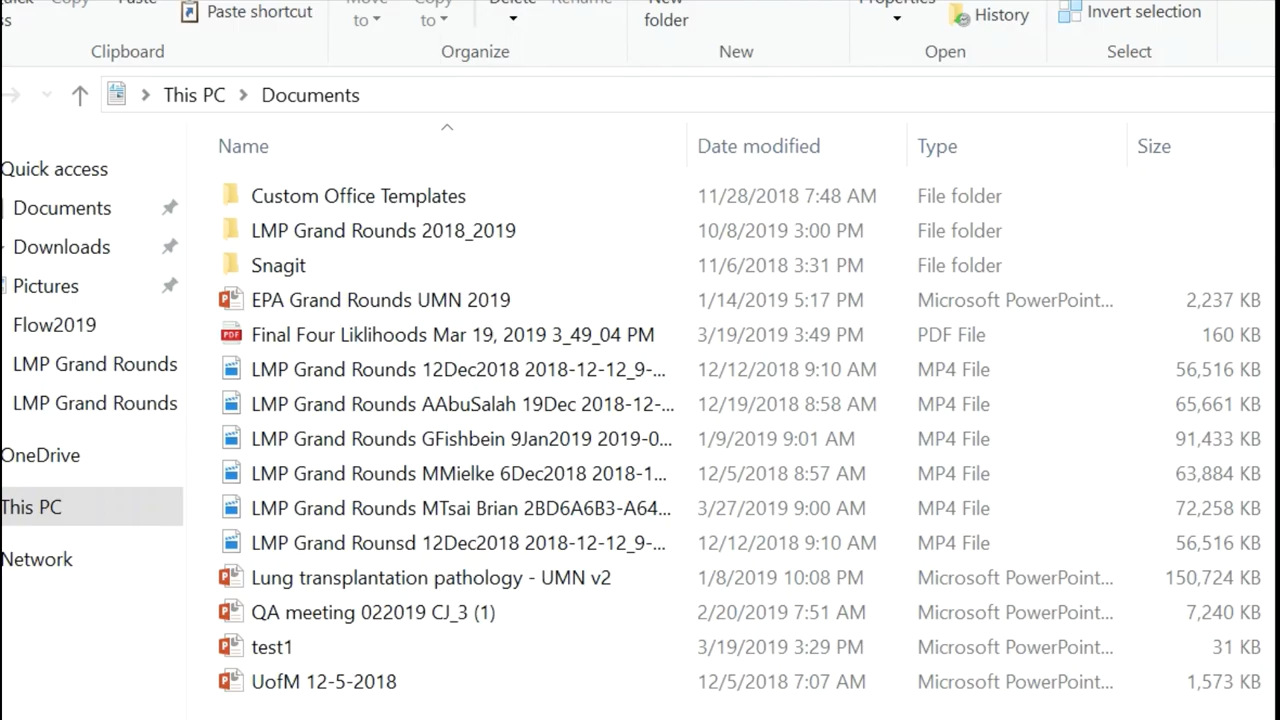 Quick Copy Paste Move Copy Delete Rename New Properties
Paste shortcut to to folder History Invert selection
Clipboard Organize New Open Select
This PC Documents
Name Date modified Type Size
Quick access
Documents
Downloads
Pictures
Flow2019
LMP Grand Rounds
LMP Grand Rounds
OneDrive
This PC
Network
Custom Office Templates 11/28/2018 7:48 AM File folder
LMP Grand Rounds 2018_2019 10/8/2019 3:00 PM File folder
Snagit 11/6/2018 3:31 PM File folder
EPA Grand Rounds UMN 2019 1/14/2019 5:17 PM Microsoft PowerPoint... 2,237 KB
PDF Final Four Liklihoods Mar 19, 2019 3_49_04 PM 3/19/2019 3:49 PM PDF File 160 KB
LMP Grand Rounds 12Dec2018 2018-12-12_9-... 12/12/2018 9:10 AM MP4 File 56,516 KB
LMP Grand Rounds AAbuSalah 19Dec 2018-12-... 12/19/2018 8:58 AM MP4 File 65,661 KB
LMP Grand Rounds GFishbein 9Jan2019 2019-0... 1/9/2019 9:01 AM MP4 File 91,433 KB
LMP Grand Rounds MMielke 6Dec2018 2018-1... 12/5/2018 8:57 AM MP4 File 63,884 KB
LMP Grand Rounds MTsai Brian 2BD6A6B3-A64... 3/27/2019 9:00 AM MP4 File 72,258 KB
LMP Grand Rounsd 12Dec2018 2018-12-12_9-... 12/12/2018 9:10 AM MP4 File 56,516 KB
Lung transplantation pathology - UMN v2 1/8/2019 10:08 PM Microsoft PowerPoint... 150,724 KB
QA meeting 022019 CJ_3 (1) 2/20/2019 7:51 AM Microsoft PowerPoint... 7,240 KB
test1 3/19/2019 3:29 PM Microsoft PowerPoint... 31 KB
UofM 12-5-2018 12/5/2018 7:07 AM Microsoft PowerPoint... 1,573 KB